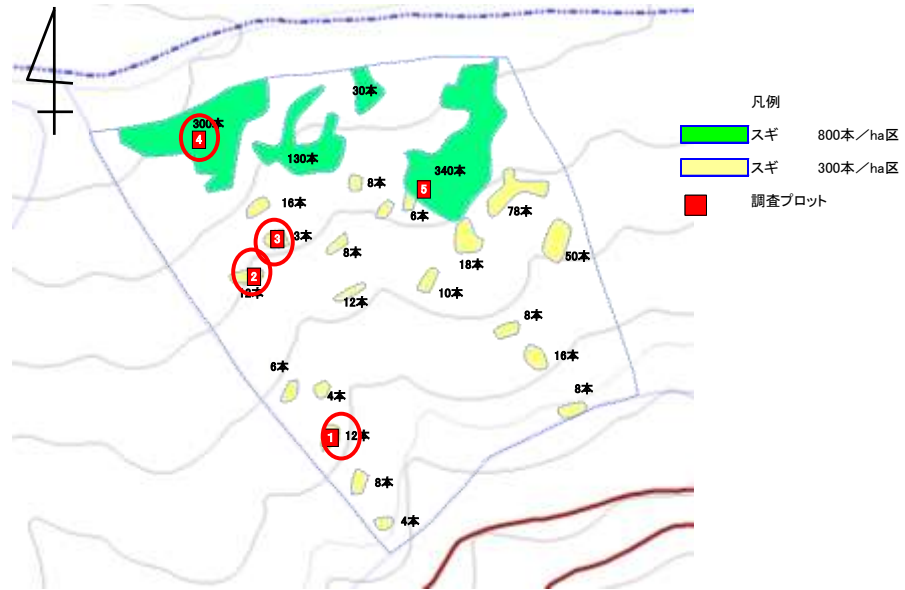 凡例
スギ 800本／ha区
スギ 300本／ha区
調査プロット
30本
300本
4
130本
340本
8本
5
16本
6本
78本
3
3本
8本
18本
50本
2
12本
12本
10本
8本
16本
6本
4本
8本
1
12本
8本
4本